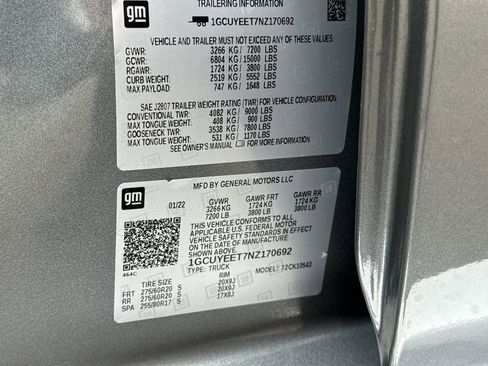 gm
TRAILERING INFORMATION
1GCUYEET7NZ170692
VEHICLE AND TRAILER MUST NOT EXCEED ANY OF THESE VALUES.
GVWR: 3266 KG / 7200 LBS
GCWR: 6804 KG / 15000 LBS
RGAWR: 1724 KG / 3800 LBS
CURB WEIGHT: 2519 KG / 5552 LBS
MAX PAYLOAD: 747 KG / 1648 LBS
SAE J2807 TRAILER WEIGHT RATING (TWR) FOR VEHICLE CONFIGURATION.
CONVENTIONAL TWR: 4082 KG / 9000 LBS
MAX TONGUE WEIGHT: 408 KG / 900 LBS
GOOSENECK TWR: 3538 KG / 7800 LBS
MAX TONGUE WEIGHT: 531 KG / 1170 LBS
SEE OWNER'S MANUAL FOR MORE INFORMATION.
gm
MFD BY GENERAL MOTORS LLC
01/22 GVWR GAWR FRT GAWR RR
3266 KG 1724 KG 1724 KG
7200 LB 3800 LB 3800 LB
THIS VEHICLE CONFORMS TO ALL
APPLICABLE U.S. FEDERAL MOTOR
VEHICLE SAFETY STANDARDS IN EFFECT
ON THE DATE OF MANUFACTURE
SHOWN ABOVE.
1GCUYEET7NZ170692
464C TYPE: TRUCK MODEL: 72CK10543
TIRE SIZE RIM
FRT 275/60R20 S 20X9J
RR 275/60R20 S 20X9J
SPA 255/80R17 S 17X8J